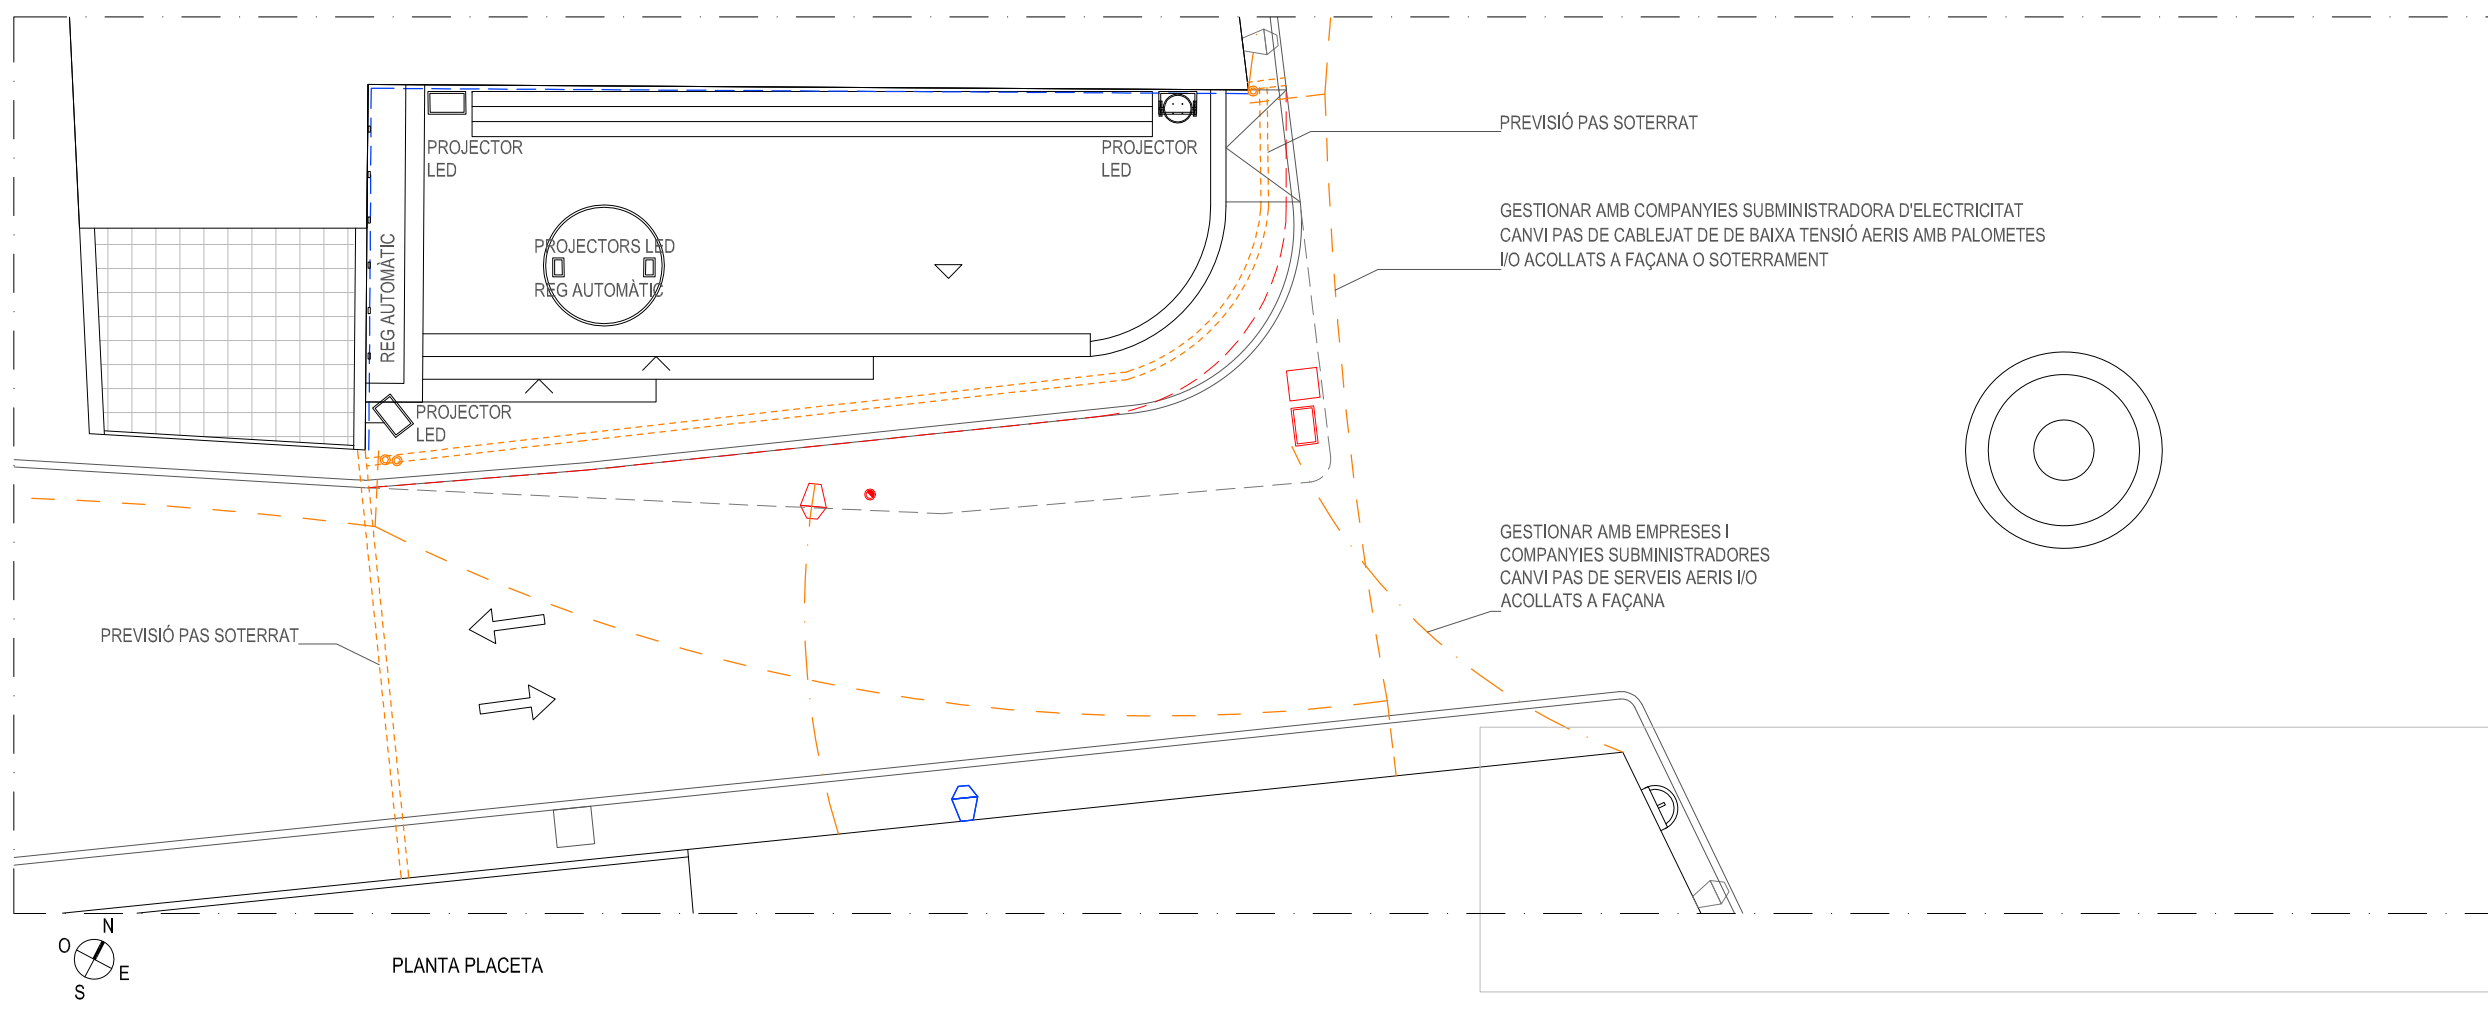 PREVISIÓ PAS SOTERRAT
PROJECTOR
LED
PROJECTOR
LED
GESTIONAR AMB COMPANYIES SUBMINISTRADORA D'ELECTRICITAT
CANVI PAS DE CABLEJAT DE DE BAIXA TENSIÓ AERIS AMB PALOMETES
I/O ACOLLATS A FAÇANA O SOTERRAMENT
PROJECTORS LED
REG AUTOMÀTIC
REG AUTOMÀTIC
PROJECTOR
LED
GESTIONAR AMB EMPRESES I
COMPANYIES SUBMINISTRADORES
CANVI PAS DE SERVEIS AERIS I/O
ACOLLATS A FAÇANA
PREVISIÓ PAS SOTERRAT
N
O
E
S
PLANTA PLACETA